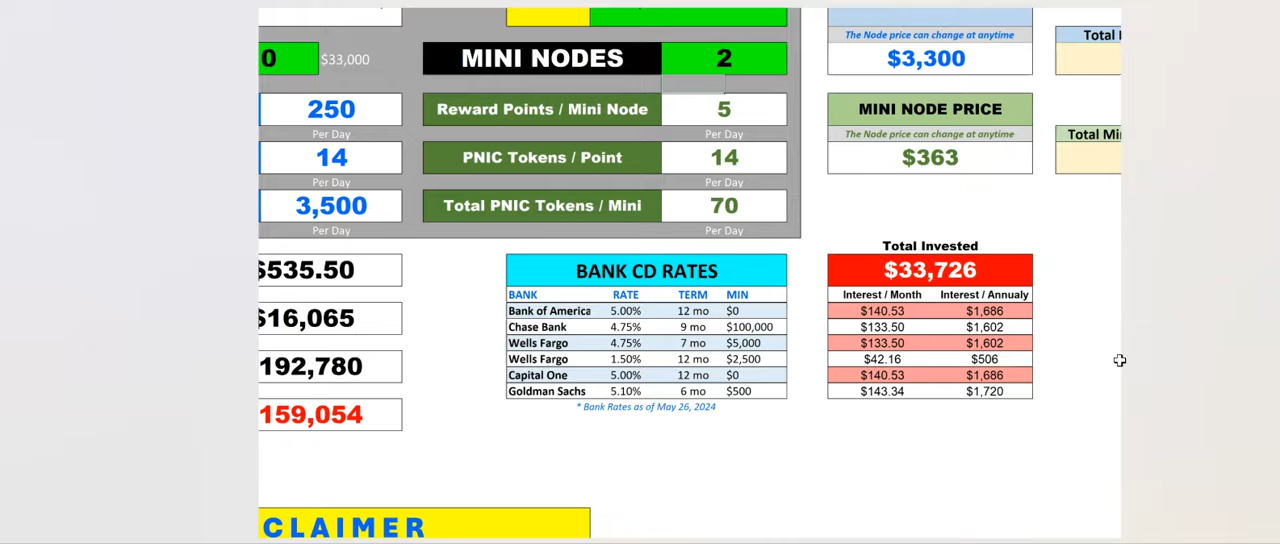 The Node price can change at anytime
0 $33,000 MINI NODES 2 $3,300 Total
250 Reward Points / Mini Node 5 MINI NODE PRICE
Per Day Per Day The Node price can change at anytime Total Mi
14 PNIC Tokens / Point 14 $363
Per Day Per Day
3,500 Total PNIC Tokens / Mini 70
Per Day Per Day
Total Invested
$535.50 BANK CD RATES $33,726
BANK RATE TERM MIN Interest / Month Interest / Annualy
Bank of America 5.00% 12 mo $0 $140.53 $1,686
$16,065 Chase Bank 4.75% 9 mo $100,000 $133.50 $1,602
Wells Fargo 4.75% 7 mo $5,000 $133.50 $1,602
192,780 Wells Fargo 1.50% 12 mo $2,500 $42.16 $506
Capital One 5.00% 12 mo $0 $140.53 $1,686
Goldman Sachs 5.10% 6 mo $500 $143.34 $1,720
* Bank Rates as of May 26, 2024
159,054
CLAIMER